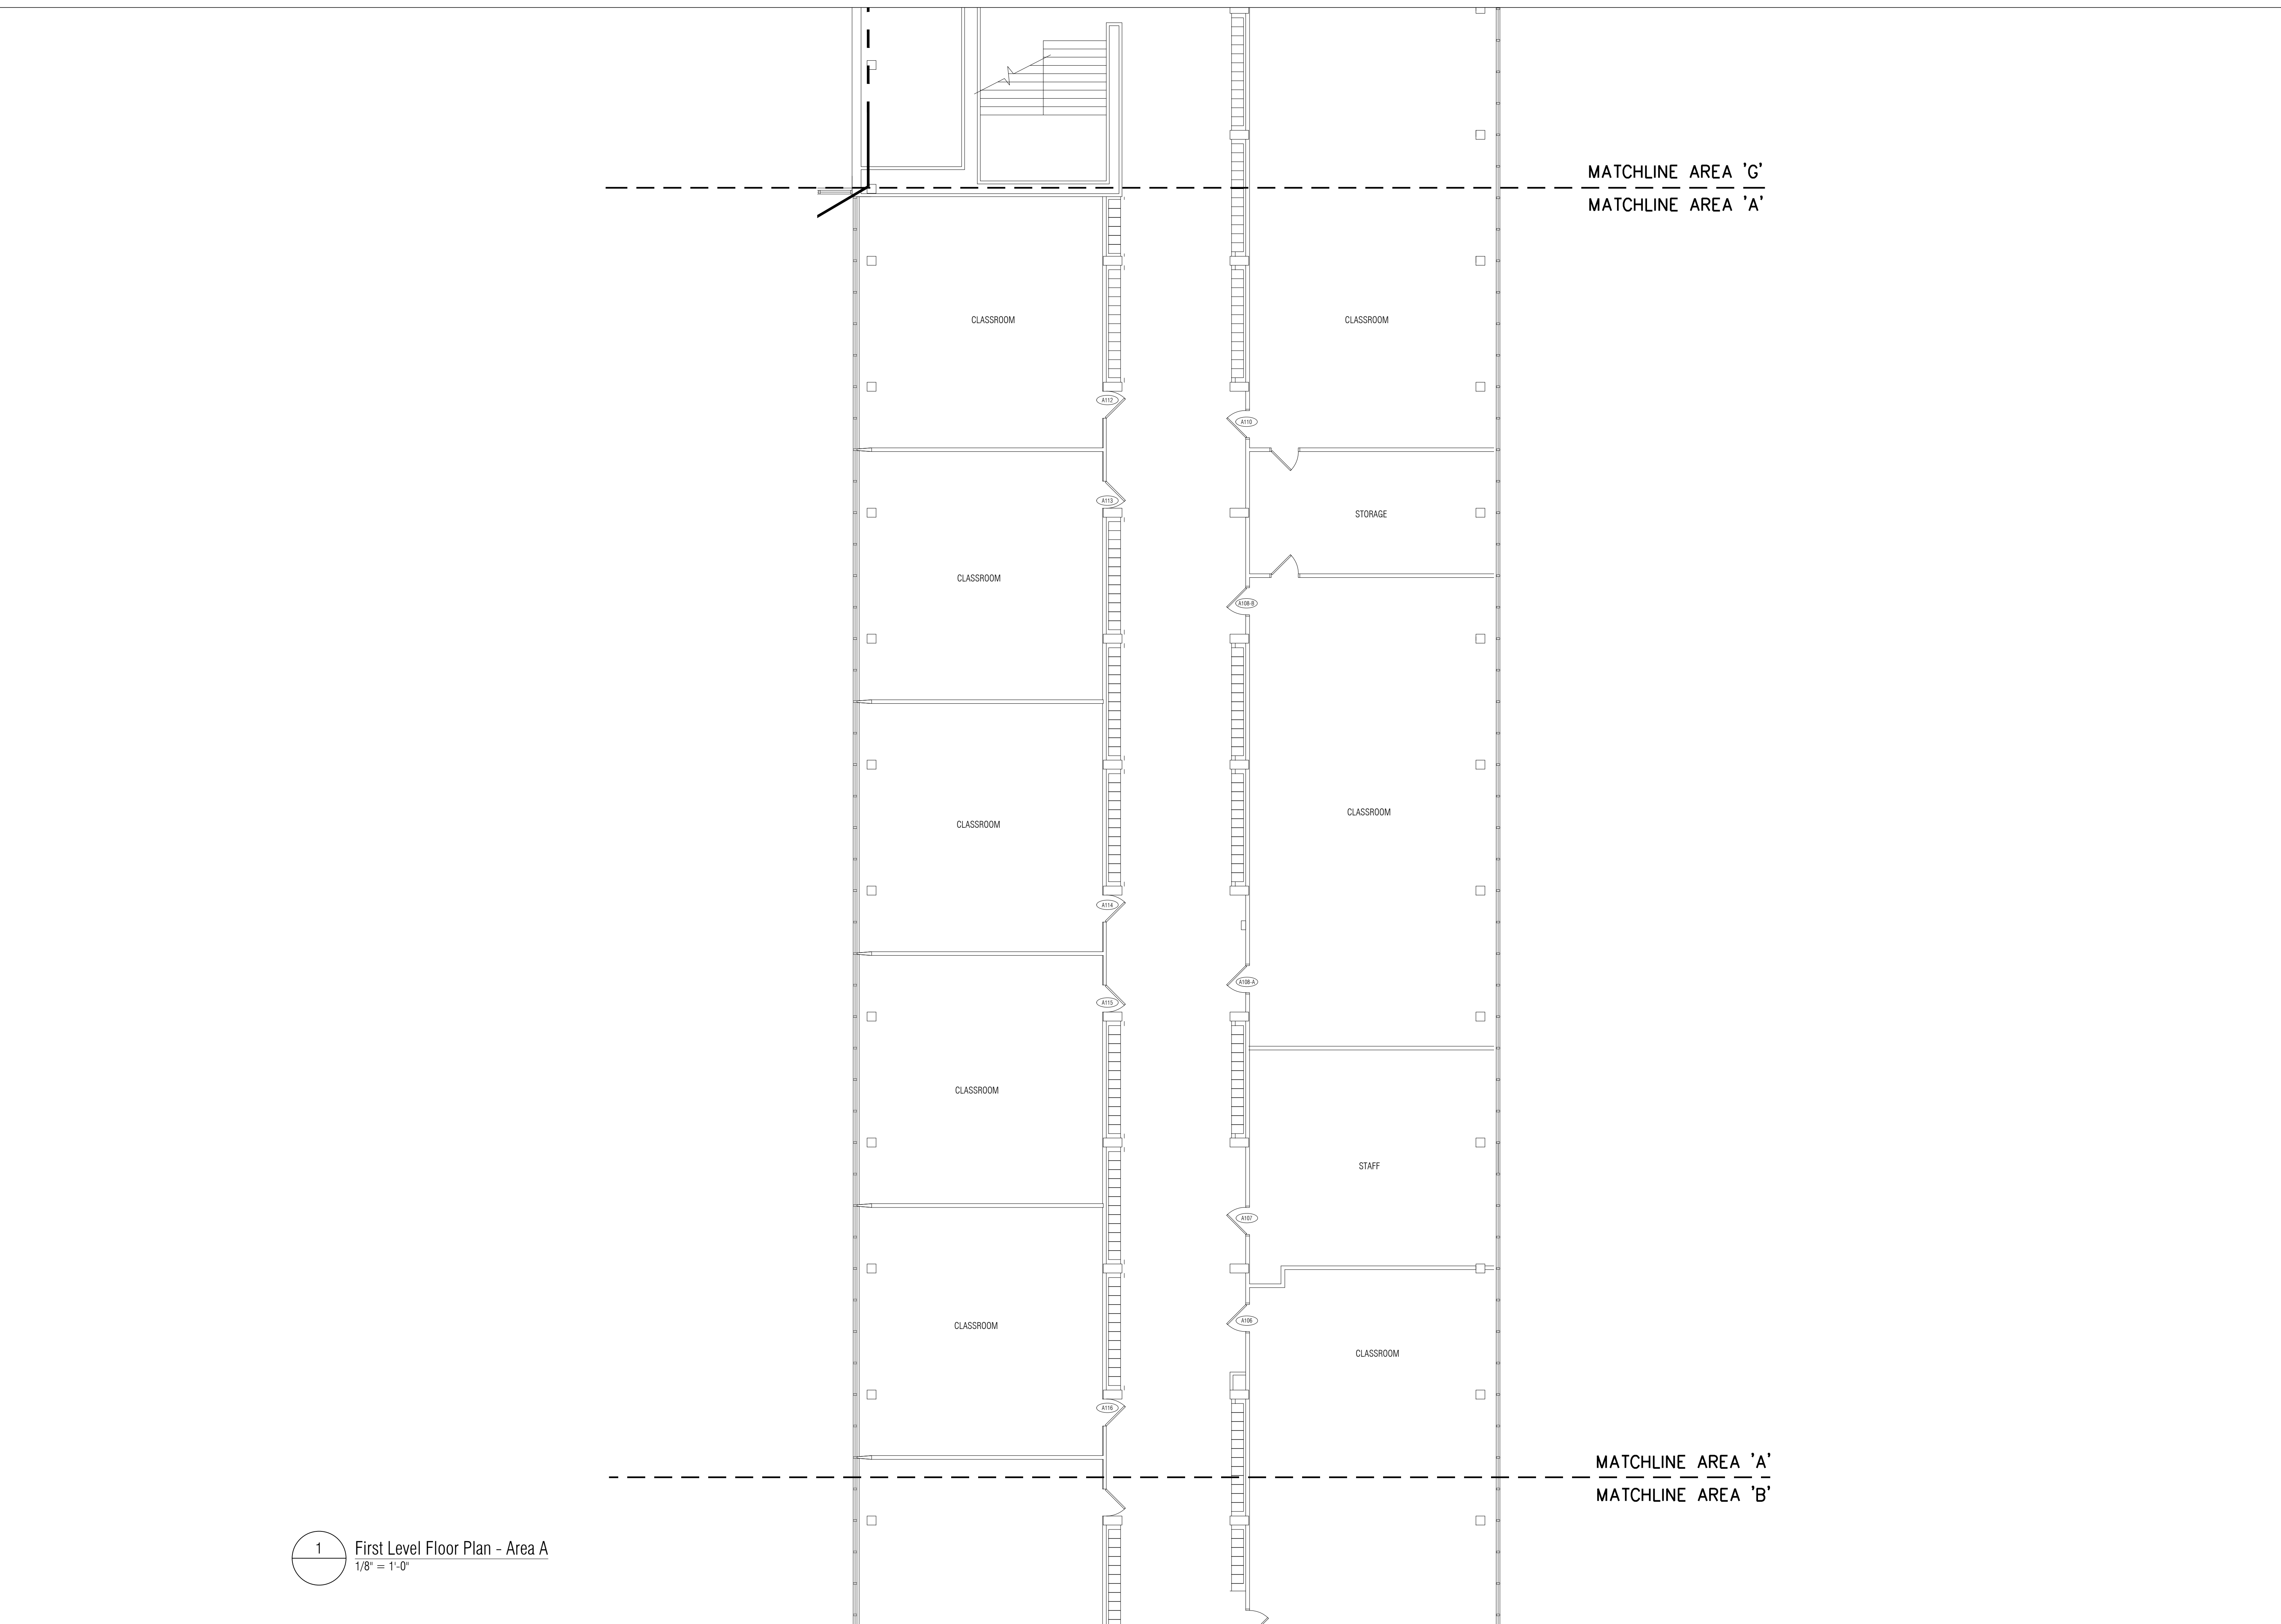 MATCHLINE AREA 'G'
MATCHLINE AREA 'A'
CLASSROOM
CLASSROOM
A112
A110
A113
STORAGE
CLASSROOM
A108-B
CLASSROOM
CLASSROOM
A114
A108-A
A115
CLASSROOM
STAFF
A107
A106
CLASSROOM
CLASSROOM
A116
MATCHLINE AREA 'A'
MATCHLINE AREA 'B'
1
First Level Floor Plan - Area A
1/8" = 1'-0"